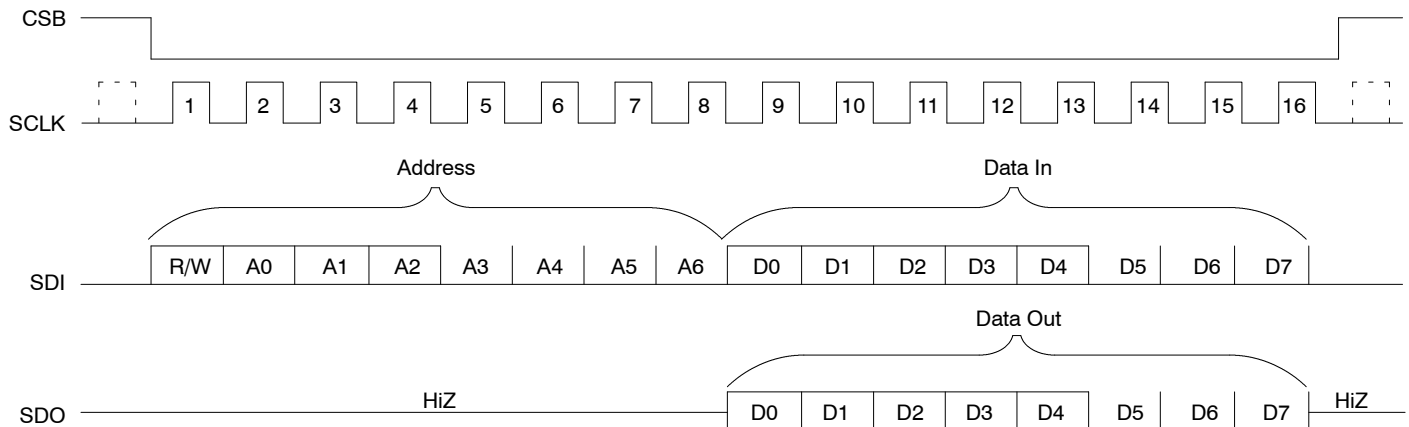 CSB
SCLK 1 2 3 4 5 6 7 8 9 10 11 12 13 14 15 16
Address Data In
SDI R/W A0 A1 A2 A3 A4 A5 A6 D0 D1 D2 D3 D4 D5 D6 D7
Data Out
SDO HiZ D0 D1 D2 D3 D4 D5 D6 D7 HiZ